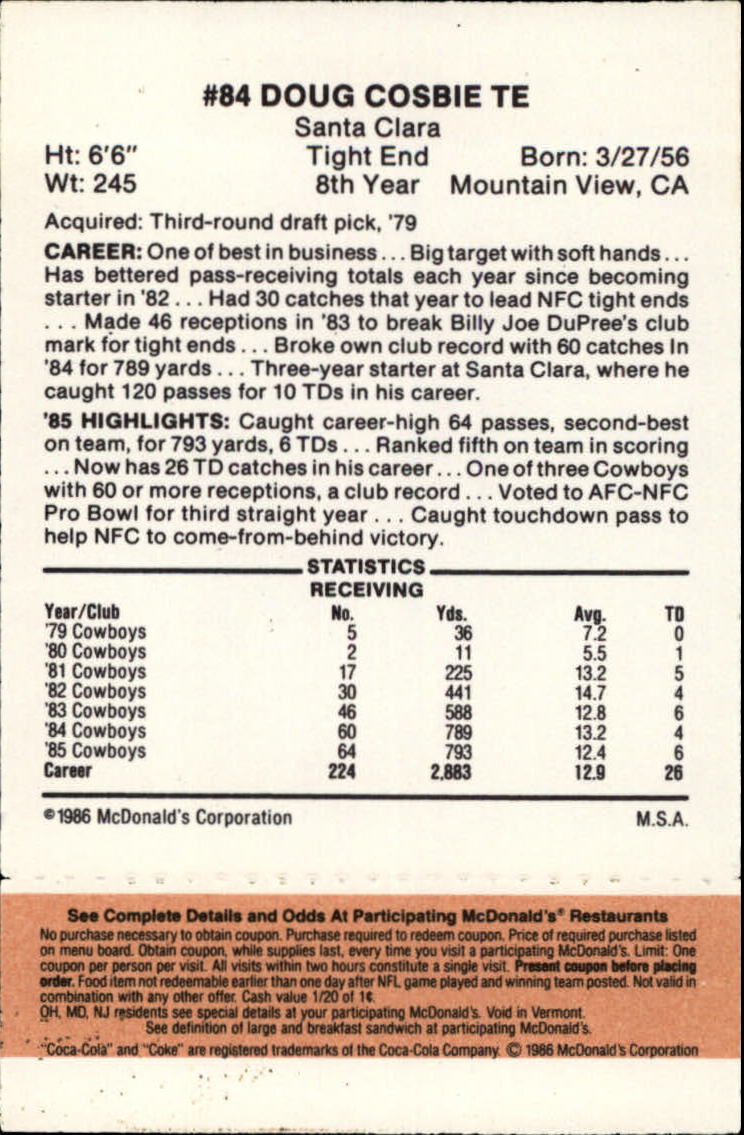 #84 DOUG COSBIE TE
Santa Clara
Ht: 6'6" Tight End Born: 3/27/56
Wt: 245 8th Year Mountain View, CA
Acquired: Third-round draft pick, '79
CAREER: One of best in business . . . Big target with soft hands . . .
Has bettered pass-receiving totals each year since becoming
starter in '82 . . . Had 30 catches that year to lead NFC tight ends
. . . Made 46 receptions in '83 to break Billy Joe DuPree's club
mark for tight ends . . . Broke own club record with 60 catches In
'84 for 789 yards . . . Three-year starter at Santa Clara, where he
caught 120 passes for 10 TDs in his career.
'85 HIGHLIGHTS: Caught career-high 64 passes, second-best
on team, for 793 yards, 6 TDs . . . Ranked fifth on team in scoring
. . . Now has 26 TD catches in his career . . . One of three Cowboys
with 60 or more receptions, a club record . . . Voted to AFC-NFC
Pro Bowl for third straight year . . . Caught touchdown pass to
help NFC to come-from-behind victory.
STATISTICS
RECEIVING
Year/Club No. Yds. Avg. TD
'79 Cowboys 5 36 7.2 0
'80 Cowboys 2 11 5.5 1
'81 Cowboys 17 225 13.2 5
'82 Cowboys 30 441 14.7 4
'83 Cowboys 46 588 12.8 6
'84 Cowboys 60 789 13.2 4
'85 Cowboys 64 793 12.4 6
Career 224 2,883 12.9 26
©1986 McDonald's Corporation M.S.A.
See Complete Details and Odds At Participating McDonald's® Restaurants
No purchase necessary to obtain coupon. Purchase required to redeem coupon. Price of required purchase listed
on menu board. Obtain coupon, while supplies last, every time you visit a participating McDonald's. Limit: One
coupon per person per visit. All visits within two hours constitute a single visit. Present coupon before placing
order. Food item not redeemable earlier than one day after NFL game played and winning team posted. Not valid in
combination with any other offer. Cash value 1/20 of 1¢.
OH, MD, NJ residents see special details at your participating McDonald's. Void in Vermont.
See definition of large and breakfast sandwich at participating McDonald's.
"Coca-Cola" and "Coke" are registered trademarks of the Coca-Cola Company. © 1986 McDonald's Corporation